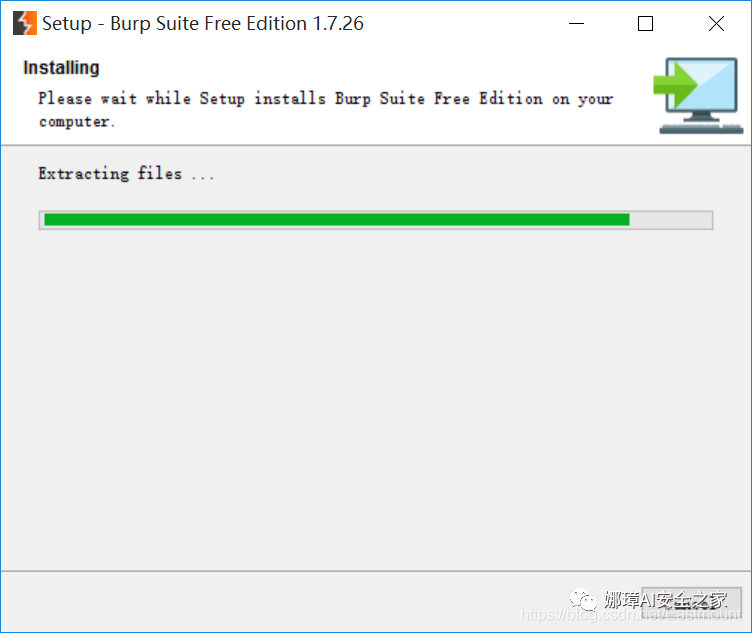 Setup - Burp Suite Free Edition 1.7.26
Installing
Please wait while Setup installs Burp Suite Free Edition on your
computer.
Extracting files ...
娜璋AI安全之家
https://blog.csdn.net/Eastmount